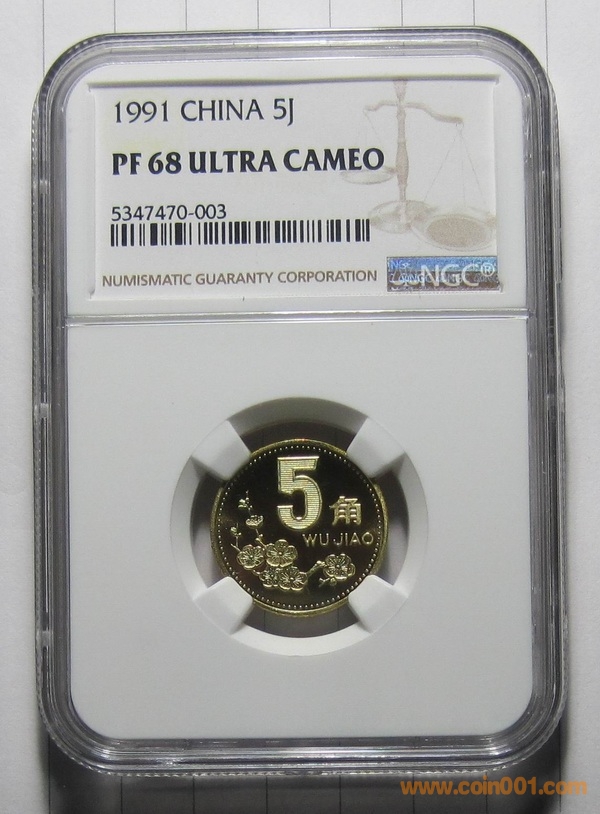 1991 CHINA 5J
PF 68 ULTRA CAMEO
5347470-003
NUMISMATIC GUARANTY CORPORATION
NGC®
5角
WU JIAO
www.coin001.com